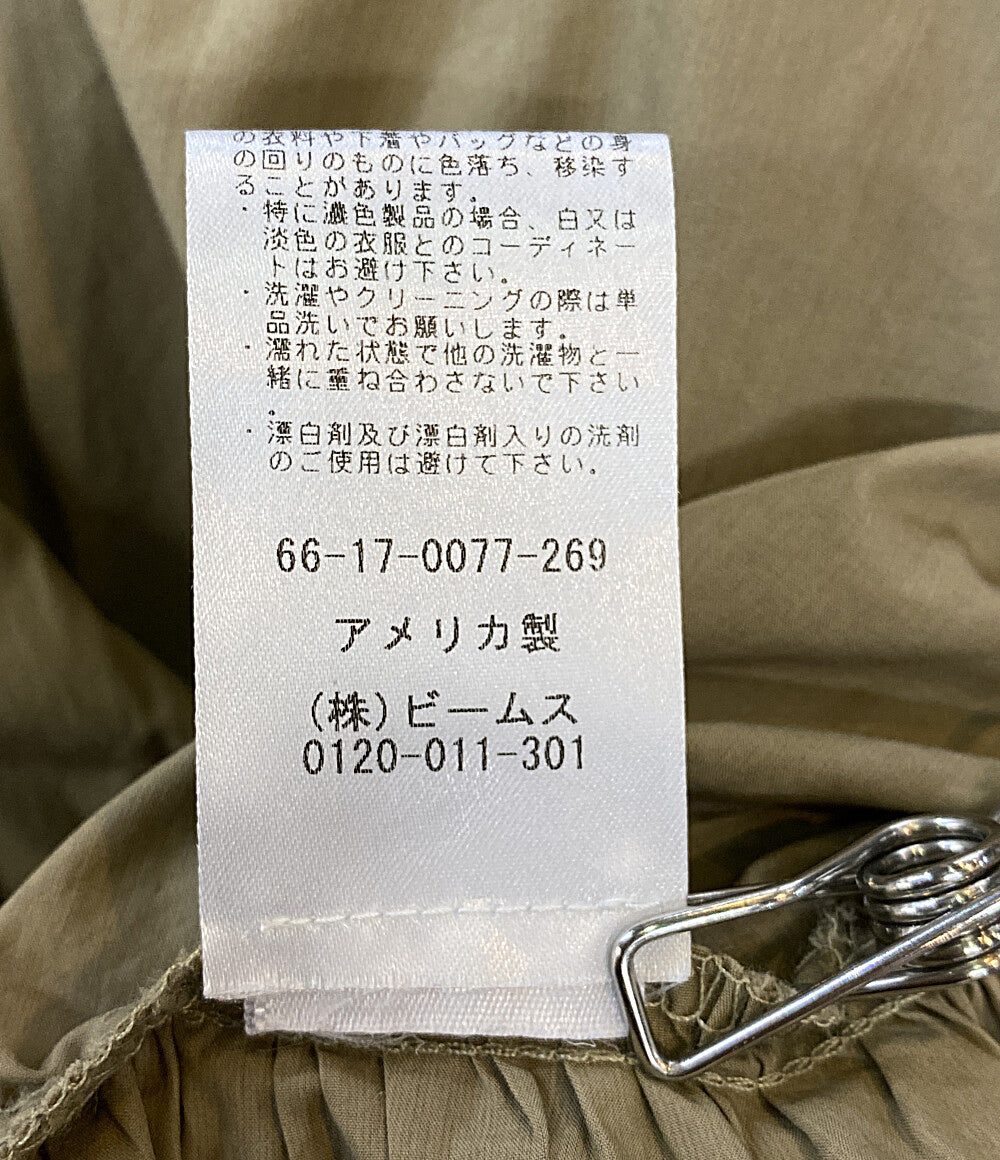 の衣料や下着やバッグなどの身
の回りのものに色落ち、移染す
ることがあります。
・特に濃色製品の場合、白又は
淡色の衣服とのコーディネー
トはお避け下さい。
・洗濯やクリーニングの際は単
品洗いでお願いします。
・濡れた状態で他の洗濯物と一
緒に重ね合わさないで下さい
。
・漂白剤及び漂白剤入りの洗剤
のご使用は避けて下さい。
66-17-0077-269
アメリカ製
(株)ビームス
0120-011-301